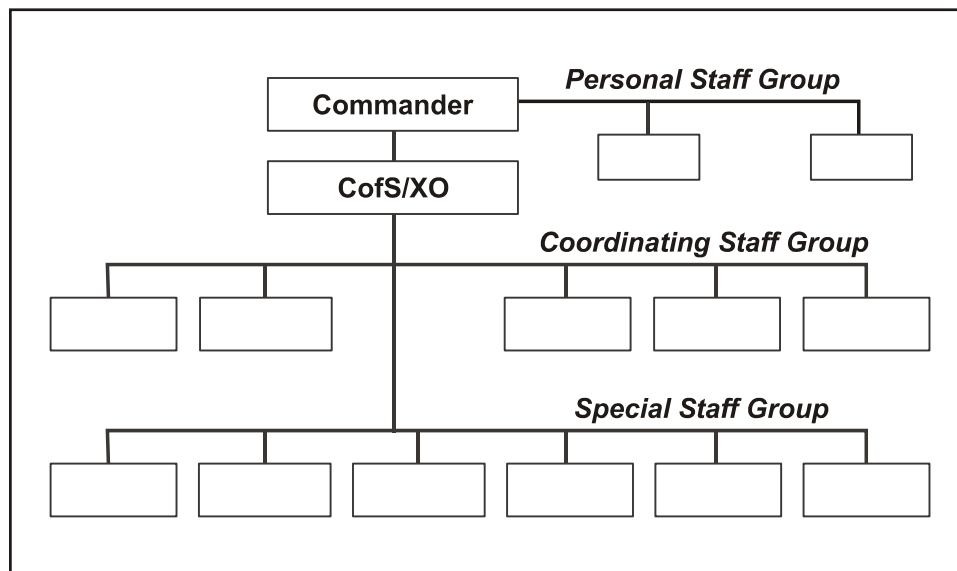 Personal Staff Group
Commander
CofS/XO
Coordinating Staff Group
Special Staff Group